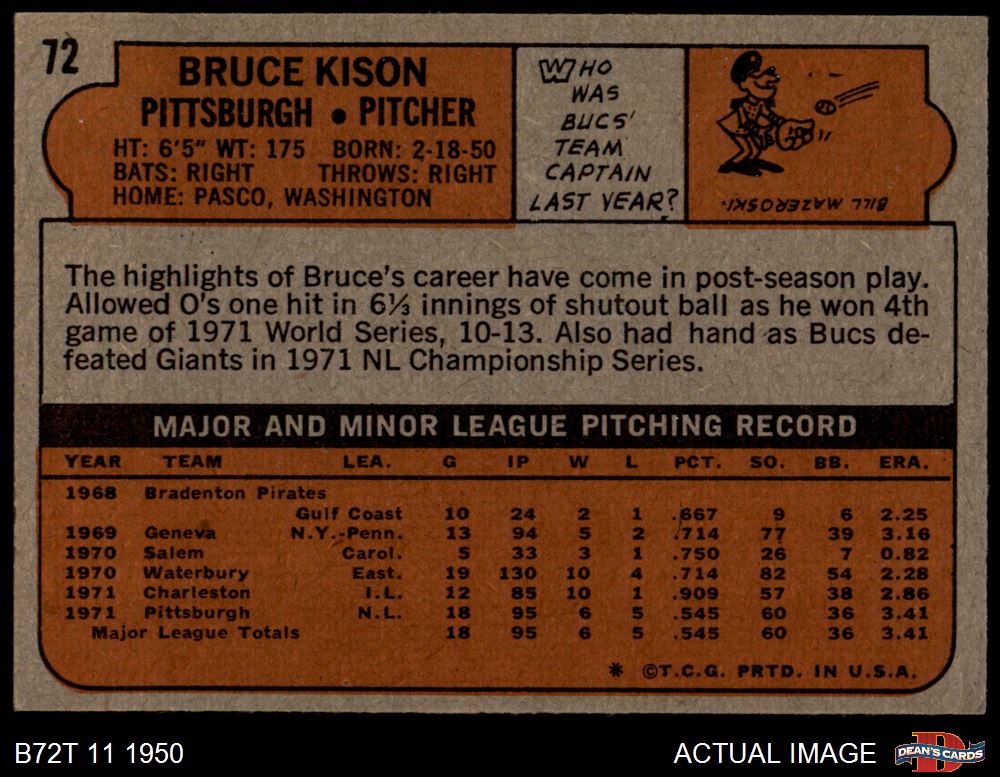 72
BRUCE KISON
PITTSBURGH • PITCHER
HT: 6'5" WT: 175 BORN: 2-18-50
BATS: RIGHT THROWS: RIGHT
HOME: PASCO, WASHINGTON
WHO
WAS
BUCS'
TEAM
CAPTAIN
LAST YEAR?
BILL MAZEROSKI.
The highlights of Bruce's career have come in post-season play.
Allowed O's one hit in 6⅓ innings of shutout ball as he won 4th
game of 1971 World Series, 10-13. Also had hand as Bucs de-
feated Giants in 1971 NL Championship Series.
MAJOR AND MINOR LEAGUE PITCHING RECORD
YEAR TEAM LEA. G IP W L PCT. SO. BB. ERA.
1968 Bradenton Pirates
Gulf Coast 10 24 2 1 .667 9 6 2.25
1969 Geneva N.Y.-Penn. 13 94 5 2 .714 77 39 3.16
1970 Salem Carol. 5 33 3 1 .750 26 7 0.82
1970 Waterbury East. 19 130 10 4 .714 82 54 2.28
1971 Charleston I.L. 12 85 10 1 .909 57 38 2.86
1971 Pittsburgh N.L. 18 95 6 5 .545 60 36 3.41
Major League Totals 18 95 6 5 .545 60 36 3.41
* ©T.C.G. PRTD. IN U.S.A.
B72T 11 1950
ACTUAL IMAGE
D
DEAN'S CARDS